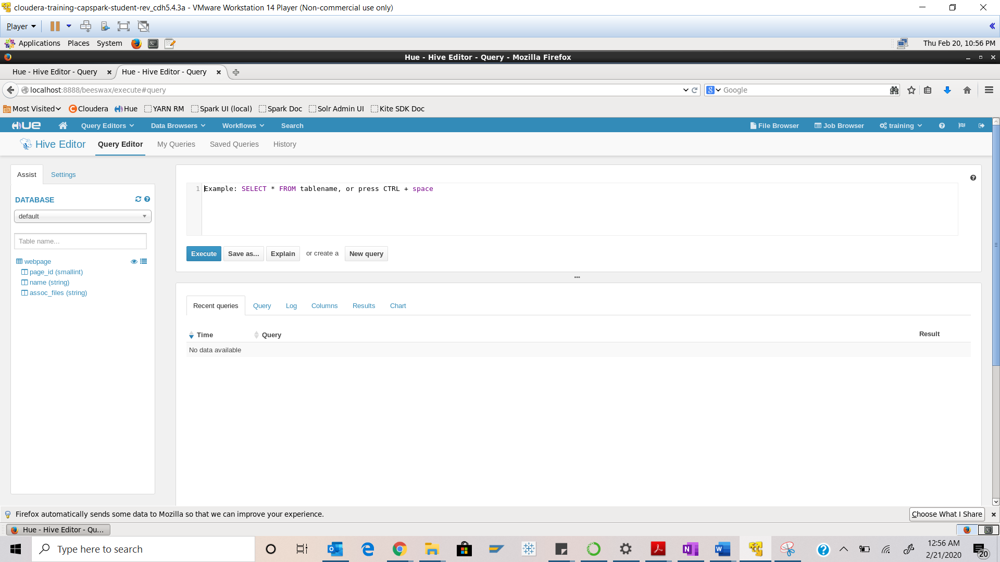 cloudera-training-capspark-student-rev_cdh5.4.3a - VMware Workstation 14 Player (Non-commercial use only)
Player
Applications Places System Thu Feb 20, 10:56 PM
Hue - Hive Editor - Query - Mozilla Firefox
Hue - Hive Editor - Query Hue - Hive Editor - Query
localhost:8888/beeswax/execute#query Google
Most Visited Cloudera Hue YARN RM Spark UI (local) Spark Doc Solr Admin UI Kite SDK Doc
HUE Query Editors Data Browsers Workflows Search File Browser Job Browser training
Hive Editor Query Editor My Queries Saved Queries History
Assist Settings
1 Example: SELECT * FROM tablename, or press CTRL + space
DATABASE
default
Table name...
Execute Save as... Explain or create a New query
webpage
page_id (smallint)
name (string)
assoc_files (string)
Recent queries Query Log Columns Results Chart
Time Query Result
No data available
Firefox automatically sends some data to Mozilla so that we can improve your experience. Choose What I Share
Hue - Hive Editor - Qu...
Type here to search
12:56 AM
2/21/2020
20